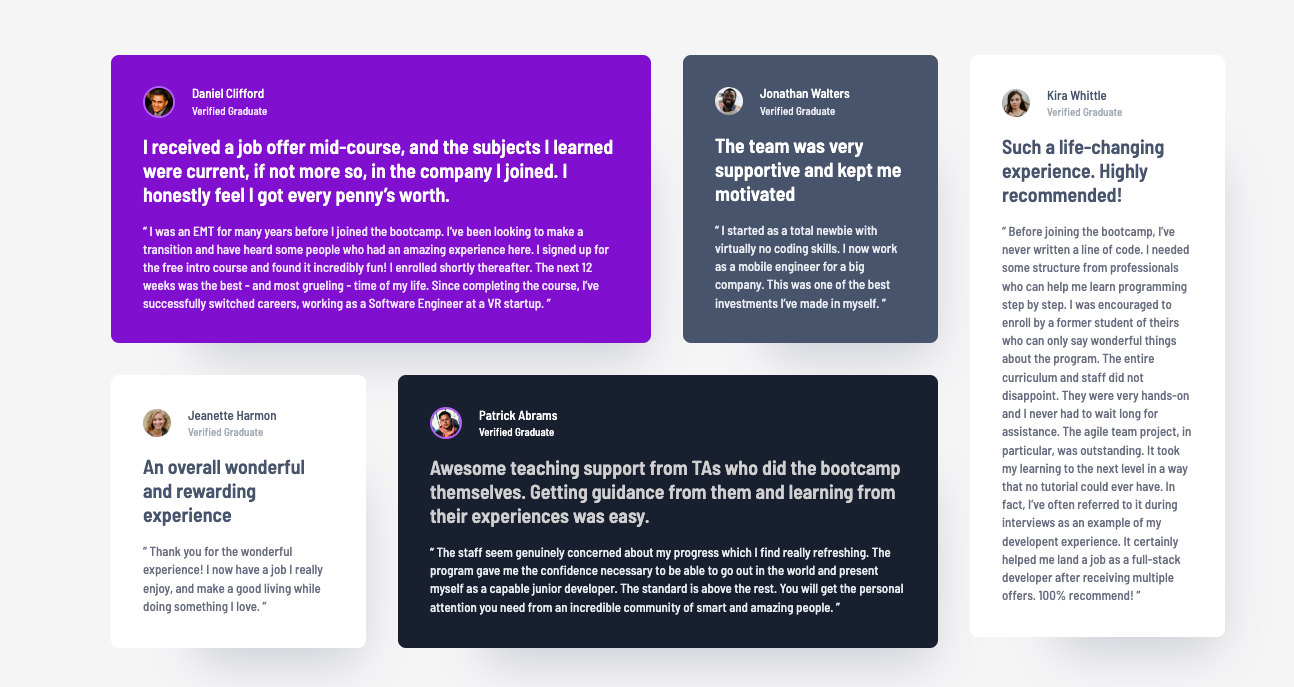 Daniel Clifford
Verified Graduate
I received a job offer mid-course, and the subjects I learned
were current, if not more so, in the company I joined. I
honestly feel I got every penny’s worth.
“ I was an EMT for many years before I joined the bootcamp. I’ve been looking to make a
transition and have heard some people who had an amazing experience here. I signed up for
the free intro course and found it incredibly fun! I enrolled shortly thereafter. The next 12
weeks was the best - and most grueling - time of my life. Since completing the course, I’ve
successfully switched careers, working as a Software Engineer at a VR startup. ”
Jonathan Walters
Verified Graduate
The team was very
supportive and kept me
motivated
“ I started as a total newbie with
virtually no coding skills. I now work
as a mobile engineer for a big
company. This was one of the best
investments I’ve made in myself. ”
Kira Whittle
Verified Graduate
Such a life-changing
experience. Highly
recommended!
“ Before joining the bootcamp, I’ve
never written a line of code. I needed
some structure from professionals
who can help me learn programming
step by step. I was encouraged to
enroll by a former student of theirs
who can only say wonderful things
about the program. The entire
curriculum and staff did not
disappoint. They were very hands-on
and I never had to wait long for
assistance. The agile team project, in
particular, was outstanding. It took
my learning to the next level in a way
that no tutorial could ever have. In
fact, I’ve often referred to it during
interviews as an example of my
developent experience. It certainly
helped me land a job as a full-stack
developer after receiving multiple
offers. 100% recommend! “
Jeanette Harmon
Verified Graduate
An overall wonderful
and rewarding
experience
“ Thank you for the wonderful
experience! I now have a job I really
enjoy, and make a good living while
doing something I love. ”
Patrick Abrams
Verified Graduate
Awesome teaching support from TAs who did the bootcamp
themselves. Getting guidance from them and learning from
their experiences was easy.
“ The staff seem genuinely concerned about my progress which I find really refreshing. The
program gave me the confidence necessary to be able to go out in the world and present
myself as a capable junior developer. The standard is above the rest. You will get the personal
attention you need from an incredible community of smart and amazing people. ”